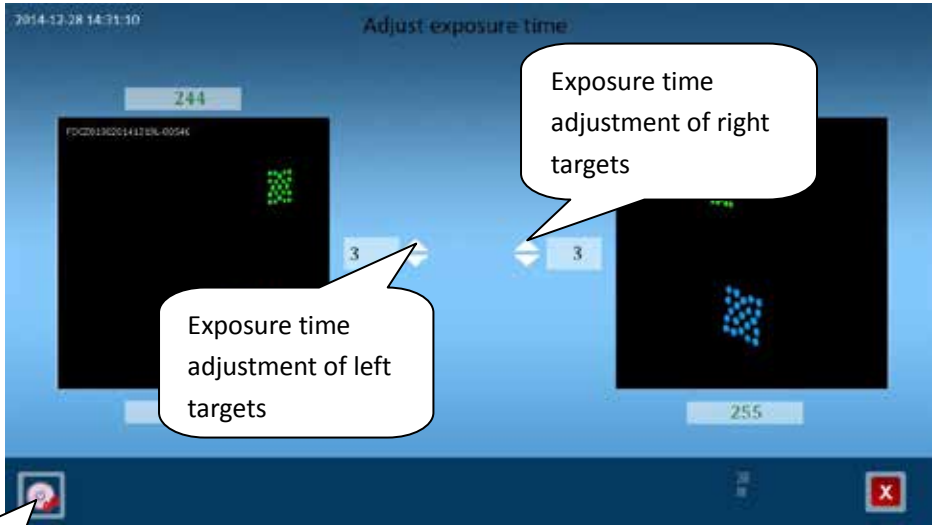 2014-12-28 14:31:10
Adjust exposure time
Exposure time
adjustment of right
targets
244
3
3
Exposure time
adjustment of left
targets
255
X